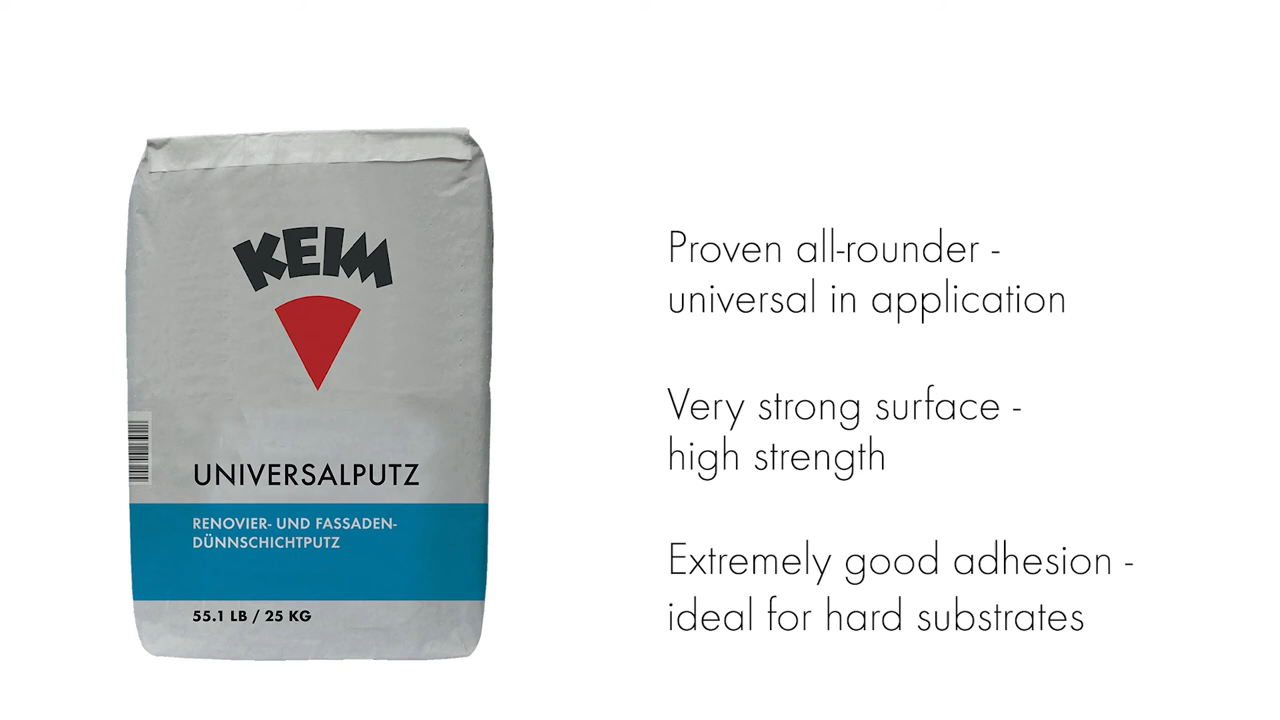 KEIM
UNIVERSALPUTZ
RENOVIER- UND FASSADEN-
DÜNNSCHICHTPUTZ
55.1 LB / 25 KG
Proven all-rounder -
universal in application
Very strong surface -
high strength
Extremely good adhesion -
ideal for hard substrates